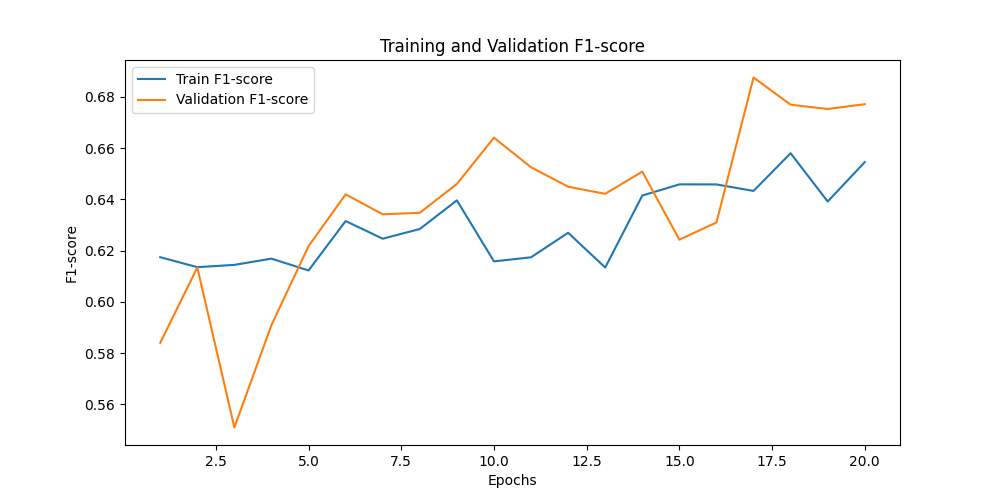 Training and Validation F1-score
Train F1-score
Validation F1-score
F1-score
0.68
0.66
0.64
0.62
0.60
0.58
0.56
2.5 5.0 7.5 10.0 12.5 15.0 17.5 20.0
Epochs